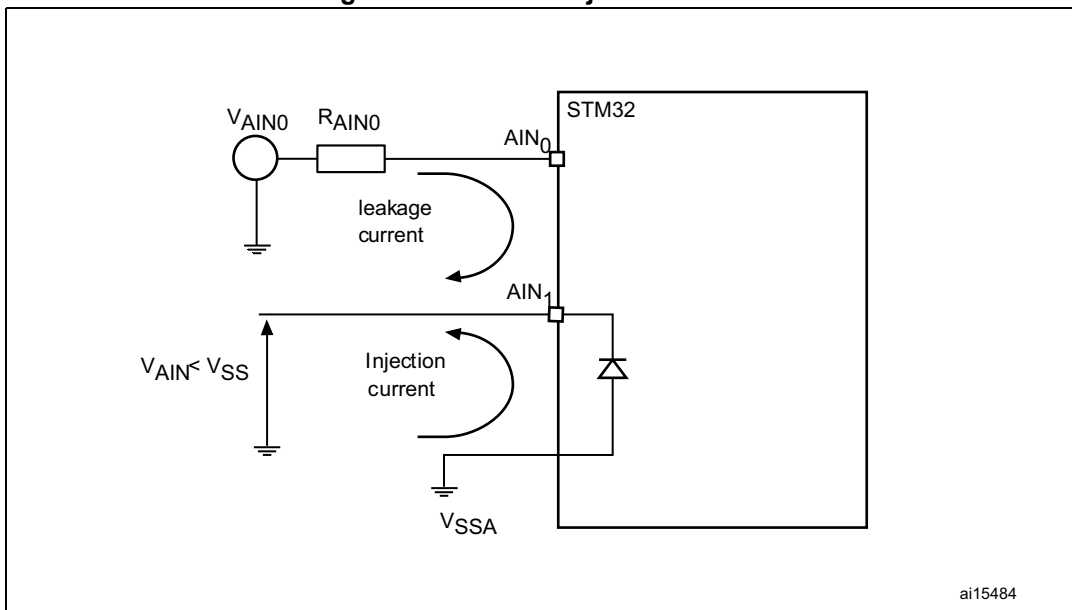 STM32
VAIN0
RAIN0
AIN0
leakage
current
AIN1
VAIN< VSS
Injection
current
VSSA
ai15484